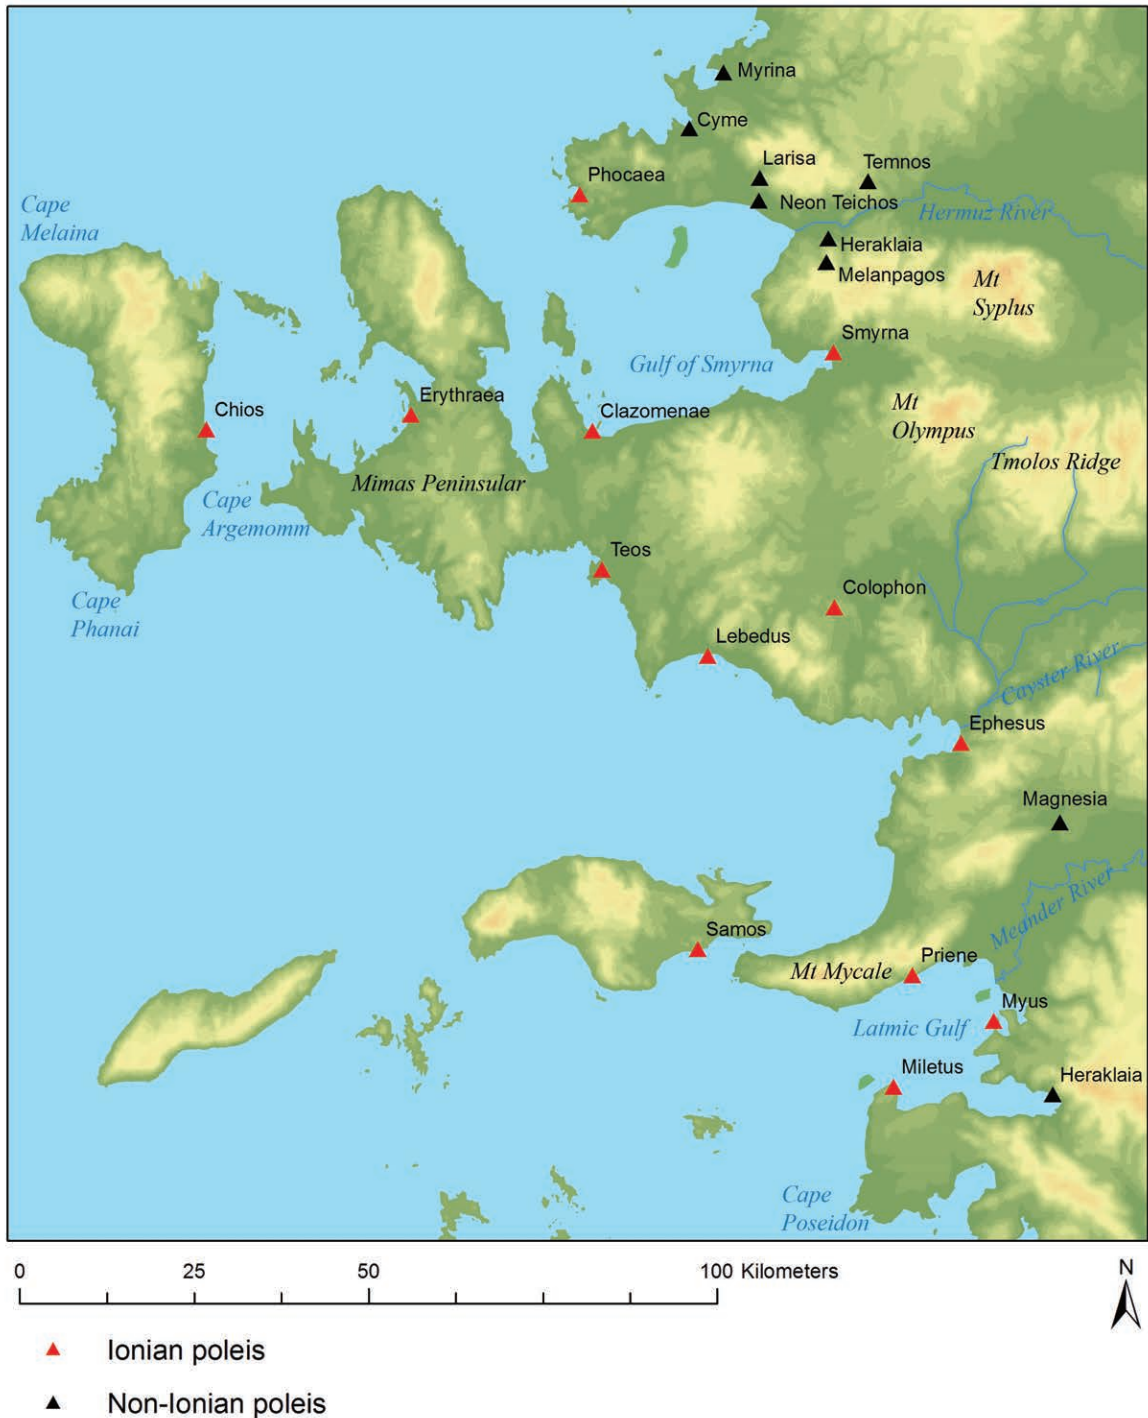 Myrina
Cyme
Larisa
Temnos
Phocaea
Neon Teichos
Hermuz River
Cape
Melaina
Heraklaia
Melanpagos
Mt
Syplus
Smyrna
Gulf of Smyrna
Erythraea
Chios
Clazomenae
Mt
Olympus
Tmolos Ridge
Mimas Peninsular
Cape
Argemomm
Teos
Cape
Phanai
Colophon
Lebedus
Cayster River
Ephesus
Magnesia
Meander River
Samos
Mt Mycale
Priene
Myus
Latmic Gulf
Miletus
Heraklaia
Cape
Poseidon
0 25 50 100 Kilometers
N
Ionian poleis
Non-Ionian poleis